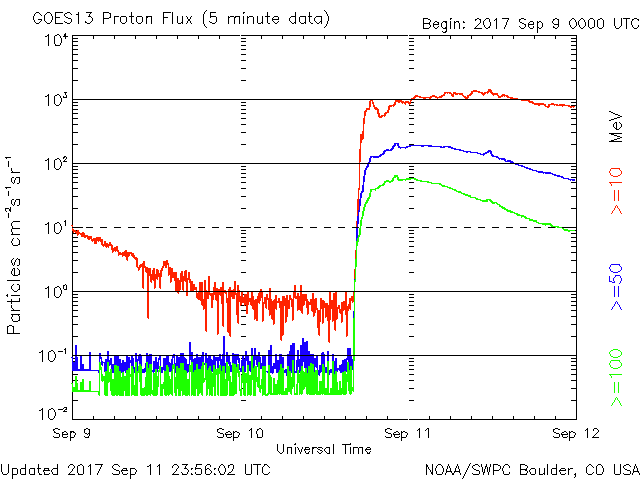 GOES13 Proton Flux (5 minute data)
Begin: 2017 Sep 9 0000 UTC
10⁴
10³
10²
10¹
10⁰
10⁻¹
10⁻²
Particles cm⁻²s⁻¹sr⁻¹
MeV
>=10
>=50
>=100
Sep 9
Sep 10
Sep 11
Sep 12
Universal Time
Updated 2017 Sep 11 23:56:02 UTC
NOAA/SWPC Boulder, CO USA